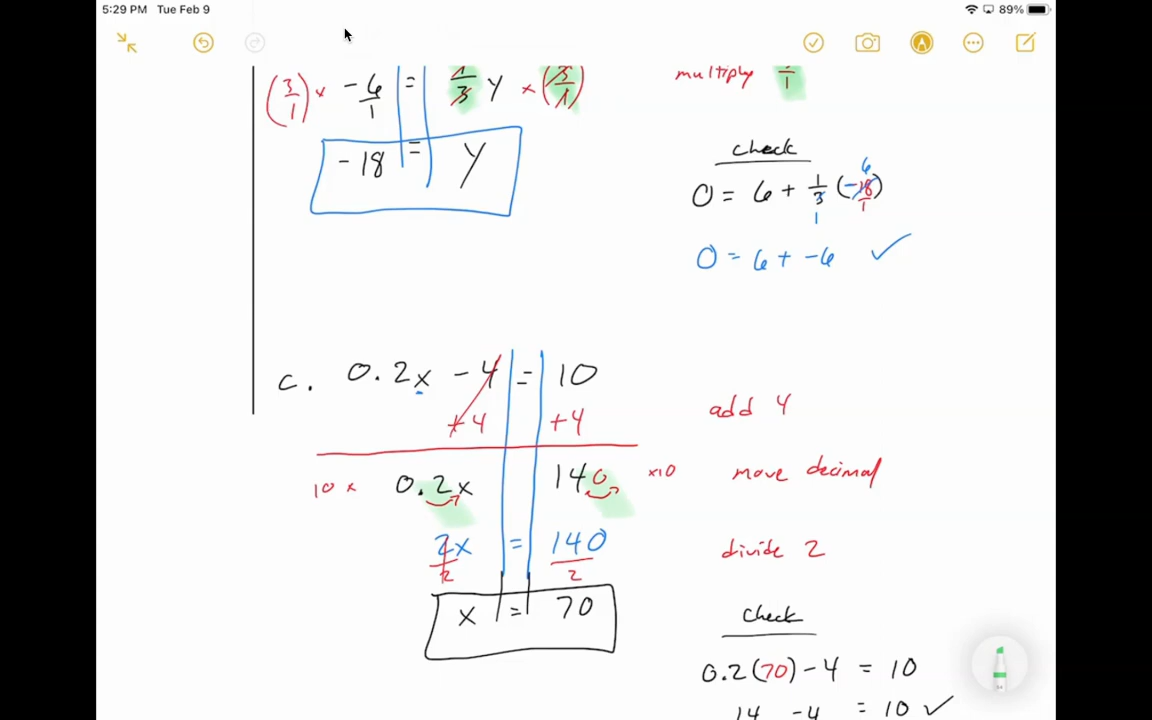 5:29 PM Tue Feb 9
89%
(3/1) × -6/1 = 1/3 y × (3/1)
multiply 3/1
-18 = y
check
0 = 6 + 1/3 (-18/1)
6
1
0 = 6 + -6 ✓
c. 0.2x - 4 = 10
+4 +4
add 4
10 × 0.2x 140 ×10
move decimal
2x/2 = 140/2
divide 2
x = 70
check
0.2(70) - 4 = 10
14 - 4 = 10 ✓